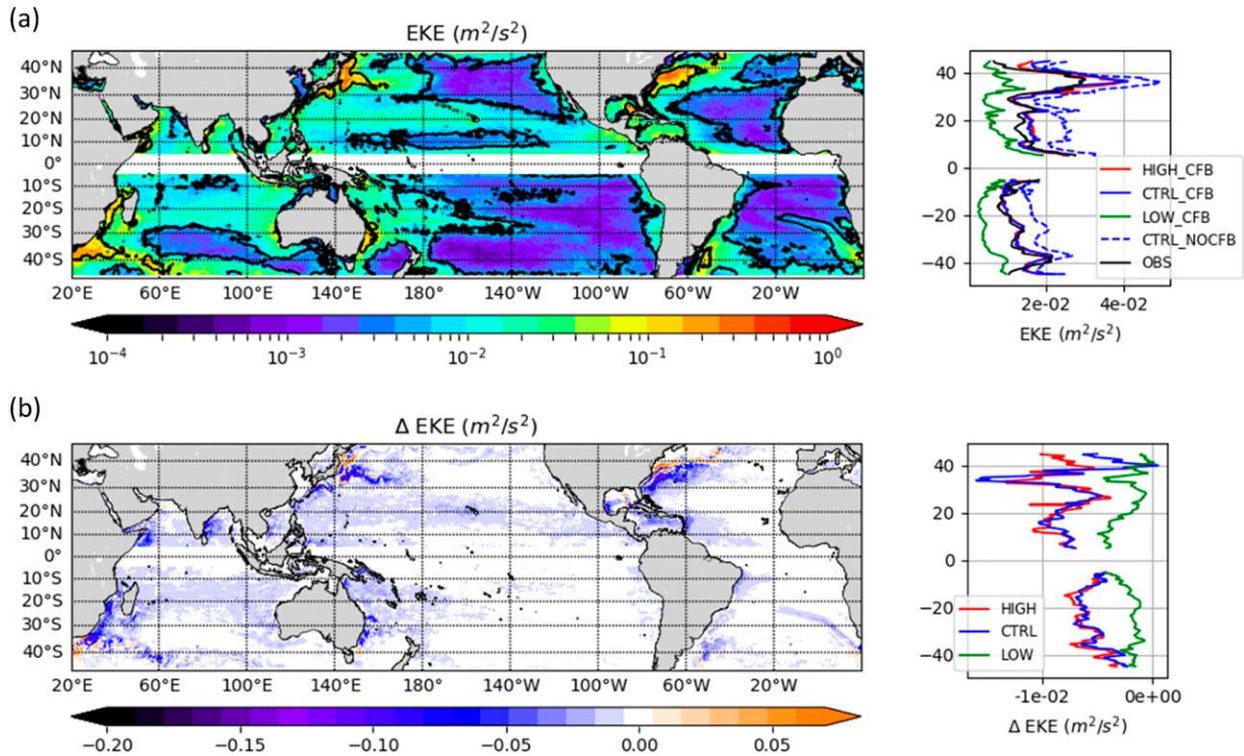 (a)
EKE (m²/s²)
40°N
30°N
20°N
10°N
0°
10°S
20°S
30°S
40°S
20°E 60°E 100°E 140°E 180° 140°W 100°W 60°W 20°W
10⁻⁴ 10⁻³ 10⁻² 10⁻¹ 10⁰
40
20
0
−20
−40
HIGH_CFB
CTRL_CFB
LOW_CFB
CTRL_NOCFB
OBS
2e-02 4e-02
EKE (m²/s²)
(b)
Δ EKE (m²/s²)
40°N
30°N
20°N
10°N
0°
10°S
20°S
30°S
40°S
20°E 60°E 100°E 140°E 180° 140°W 100°W 60°W 20°W
−0.20 −0.15 −0.10 −0.05 0.00 0.05
40
20
0
−20
−40
HIGH
CTRL
LOW
-1e-02 0e+00
Δ EKE (m²/s²)